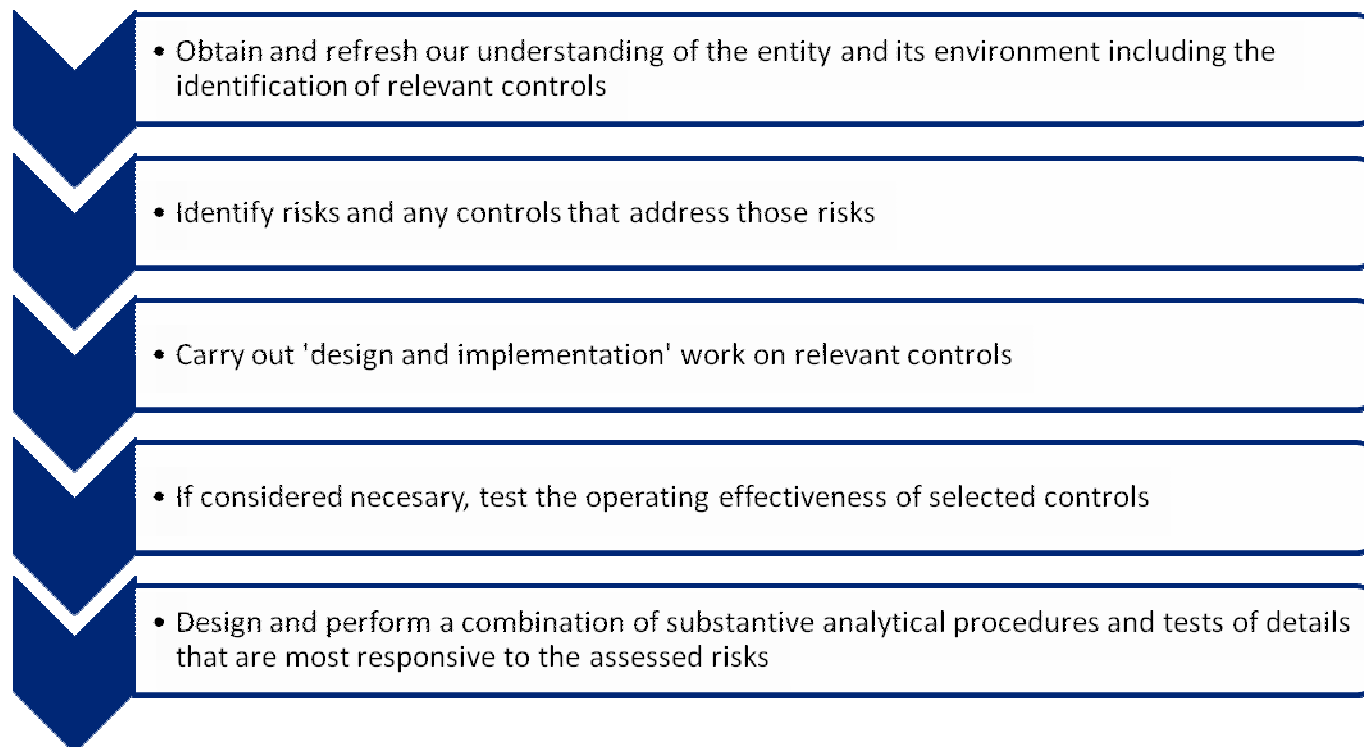 • Obtain and refresh our understanding of the entity and its environment including the
identification of relevant controls
• Identify risks and any controls that address those risks
• Carry out 'design and implementation' work on relevant controls
• If considered necesary, test the operating effectiveness of selected controls
• Design and perform a combination of substantive analytical procedures and tests of details
that are most responsive to the assessed risks